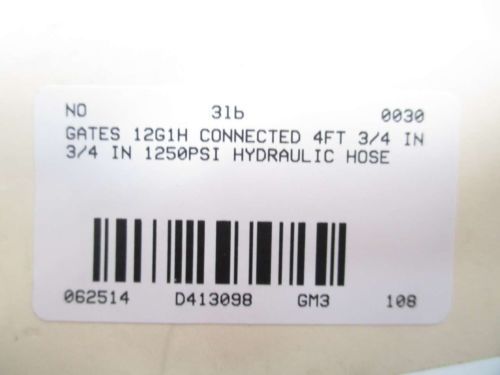 NO 3lb 0030
GATES 12G1H CONNECTED 4FT 3/4 IN
3/4 IN 1250PSI HYDRAULIC HOSE
062514 D413098 GM3 108